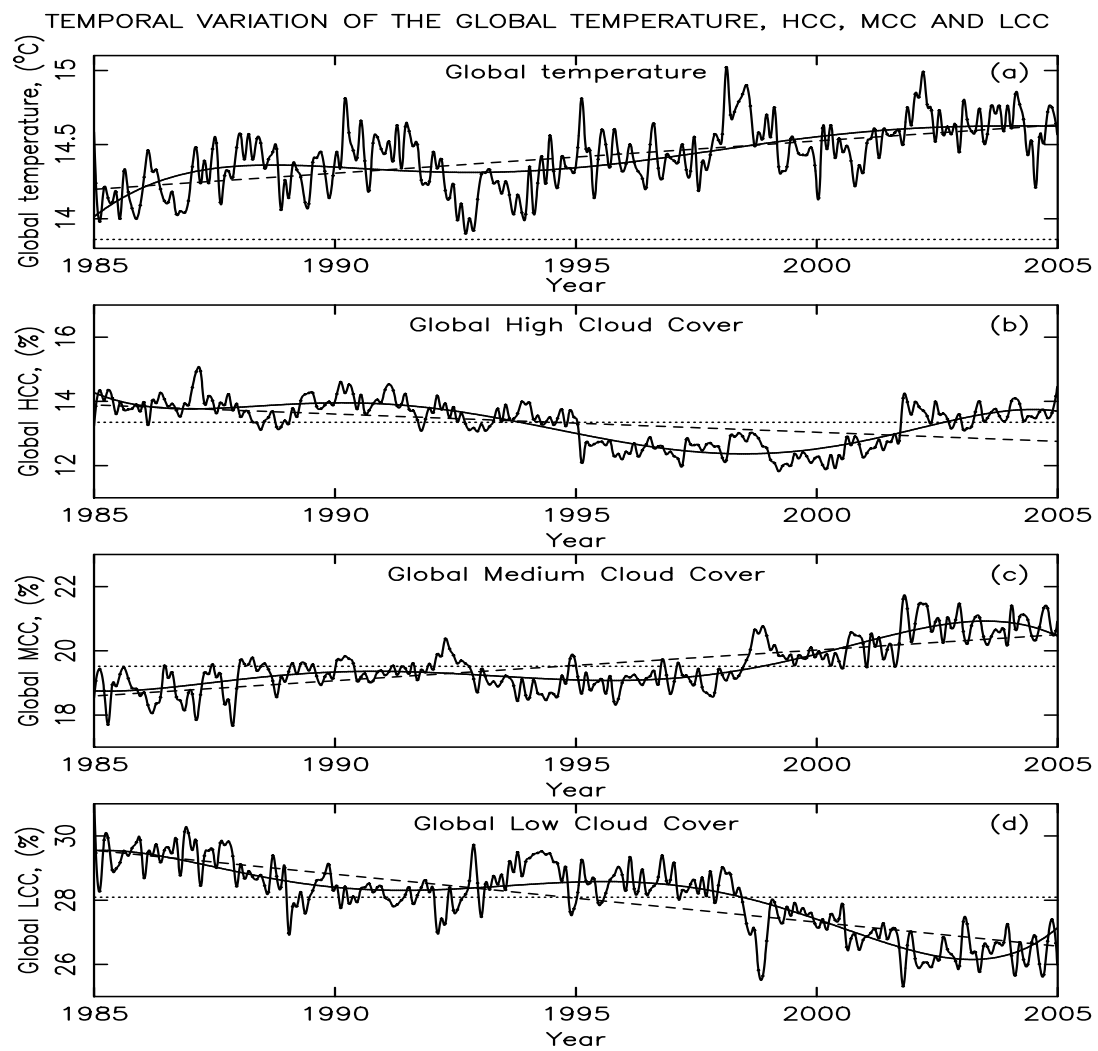 TEMPORAL VARIATION OF THE GLOBAL TEMPERATURE, HCC, MCC AND LCC
Global temperature
(a)
Global temperature, (°C)
15
14.5
14
1985 1990 1995 2000 2005
Year
Global High Cloud Cover
(b)
Global HCC, (%)
16
14
12
1985 1990 1995 2000 2005
Year
Global Medium Cloud Cover
(c)
Global MCC, (%)
22
20
18
1985 1990 1995 2000 2005
Year
Global Low Cloud Cover
(d)
Global LCC, (%)
30
28
26
1985 1990 1995 2000 2005
Year